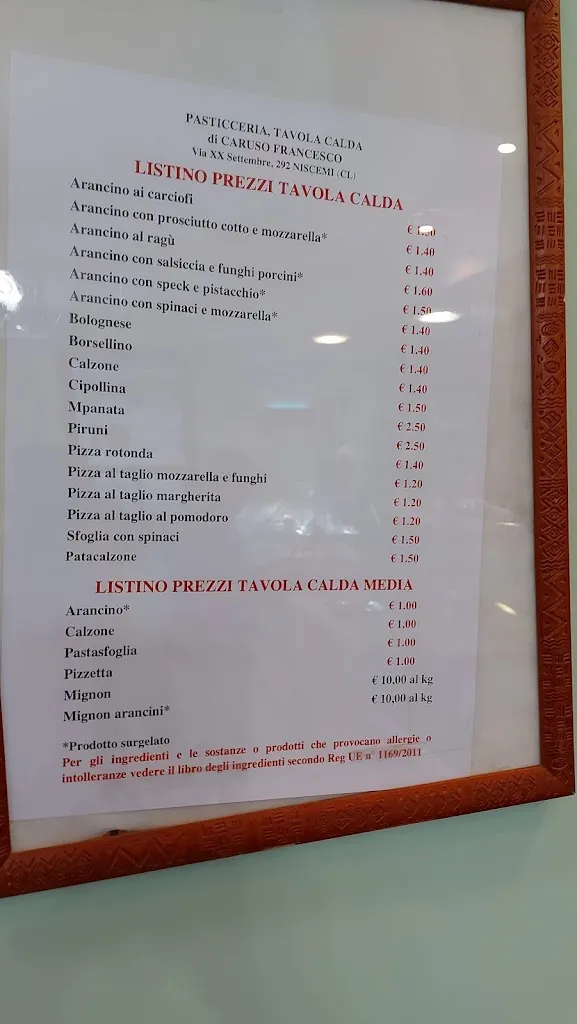 PASTICCERIA, TAVOLA CALDA
di CARUSO FRANCESCO
Via XX Settembre, 292 NISCEMI (CL)
LISTINO PREZZI TAVOLA CALDA
Arancino ai carciofi €
Arancino con prosciutto cotto e mozzarella* € 1.40
Arancino al ragù € 1.40
Arancino con salsiccia e funghi porcini* € 1.60
Arancino con speck e pistacchio* € 1.50
Arancino con spinaci e mozzarella* € 1.40
Bolognese € 1.40
Borsellino € 1.40
Calzone € 1.40
Cipollina € 1.50
Mpanata € 2.50
Piruni € 2.50
Pizza rotonda € 1.40
Pizza al taglio mozzarella e funghi € 1.20
Pizza al taglio margherita € 1.20
Pizza al taglio al pomodoro € 1.20
Sfoglia con spinaci € 1.50
Patacalzone € 1.50
LISTINO PREZZI TAVOLA CALDA MEDIA
Arancino* € 1.00
Calzone € 1.00
Pastasfoglia € 1.00
Pizzetta € 1.00
Mignon € 10,00 al kg
Mignon arancini* € 10,00 al kg
*Prodotto surgelato
Per gli ingredienti e le sostanze o prodotti che provocano allergie o
intolleranze vedere il libro degli ingredienti secondo Reg UE n° 1169/2011